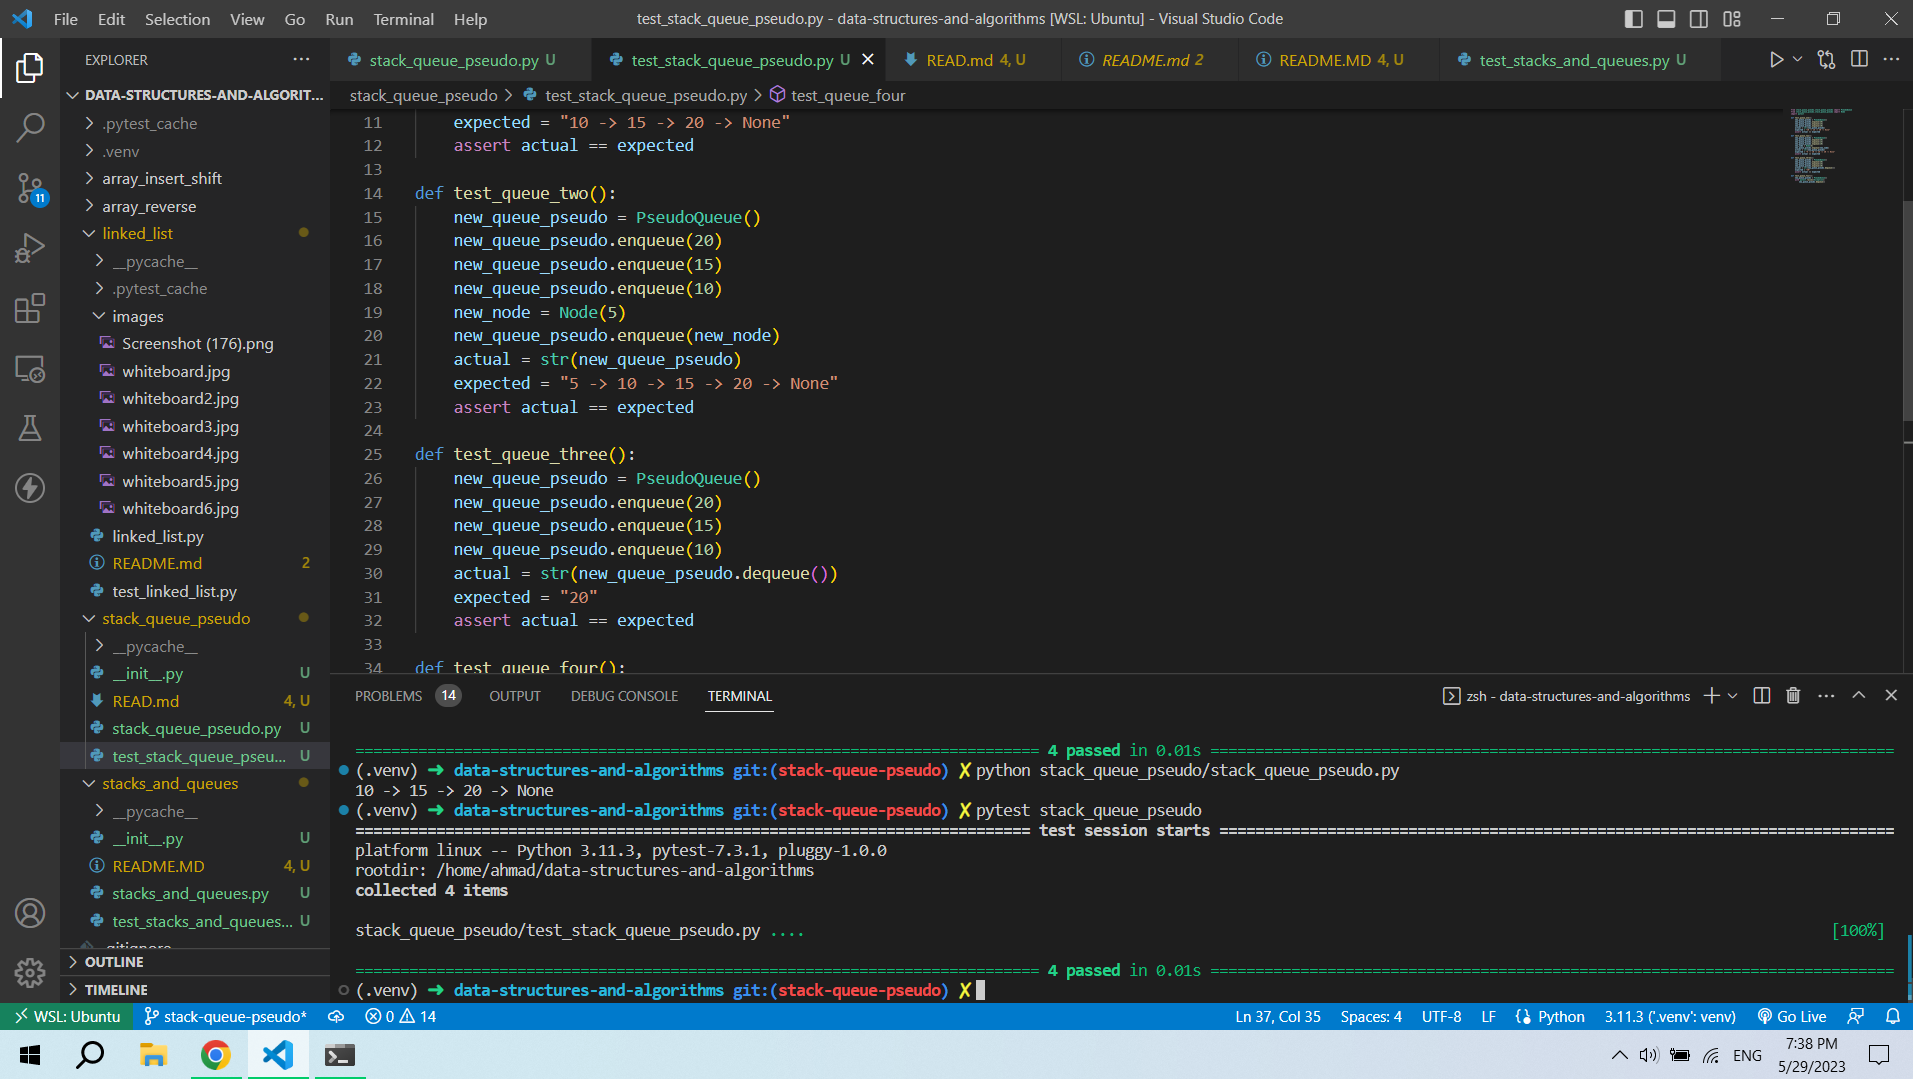 File Edit Selection View Go Run Terminal Help
test_stack_queue_pseudo.py - data-structures-and-algorithms [WSL: Ubuntu] - Visual Studio Code
EXPLORER
stack_queue_pseudo.py U
test_stack_queue_pseudo.py U
READ.md 4, U
README.md 2
README.MD 4, U
test_stacks_and_queues.py U
stack_queue_pseudo > test_stack_queue_pseudo.py > test_queue_four
DATA-STRUCTURES-AND-ALGORIT...
.pytest_cache
.venv
array_insert_shift
array_reverse
linked_list
__pycache__
.pytest_cache
images
Screenshot (176).png
whiteboard.jpg
whiteboard2.jpg
whiteboard3.jpg
whiteboard4.jpg
whiteboard5.jpg
whiteboard6.jpg
linked_list.py
README.md 2
test_linked_list.py
stack_queue_pseudo
__pycache__
__init__.py U
READ.md 4, U
stack_queue_pseudo.py U
test_stack_queue_pseu... U
stacks_and_queues
__pycache__
__init__.py U
README.MD 4, U
stacks_and_queues.py U
test_stacks_and_queues... U
.gitignore
OUTLINE
TIMELINE
11
11 expected = "10 -> 15 -> 20 -> None"
12 assert actual == expected
13
14 def test_queue_two():
15 new_queue_pseudo = PseudoQueue()
16 new_queue_pseudo.enqueue(20)
17 new_queue_pseudo.enqueue(15)
18 new_queue_pseudo.enqueue(10)
19 new_node = Node(5)
20 new_queue_pseudo.enqueue(new_node)
21 actual = str(new_queue_pseudo)
22 expected = "5 -> 10 -> 15 -> 20 -> None"
23 assert actual == expected
24
25 def test_queue_three():
26 new_queue_pseudo = PseudoQueue()
27 new_queue_pseudo.enqueue(20)
28 new_queue_pseudo.enqueue(15)
29 new_queue_pseudo.enqueue(10)
30 actual = str(new_queue_pseudo.dequeue())
31 expected = "20"
32 assert actual == expected
33
34 def test_queue_four():
PROBLEMS 14 OUTPUT DEBUG CONSOLE TERMINAL
zsh - data-structures-and-algorithms
4 passed in 0.01s
(.venv) ➜ data-structures-and-algorithms git:(stack-queue-pseudo) ✗ python stack_queue_pseudo/stack_queue_pseudo.py
10 -> 15 -> 20 -> None
(.venv) ➜ data-structures-and-algorithms git:(stack-queue-pseudo) ✗ pytest stack_queue_pseudo
test session starts
platform linux -- Python 3.11.3, pytest-7.3.1, pluggy-1.0.0
rootdir: /home/ahmad/data-structures-and-algorithms
collected 4 items
stack_queue_pseudo/test_stack_queue_pseudo.py .... [100%]
4 passed in 0.01s
(.venv) ➜ data-structures-and-algorithms git:(stack-queue-pseudo) ✗
WSL: Ubuntu stack-queue-pseudo* 0 14
Ln 37, Col 35 Spaces: 4 UTF-8 LF Python 3.11.3 ('.venv': venv) Go Live
ENG
7:38 PM
5/29/2023